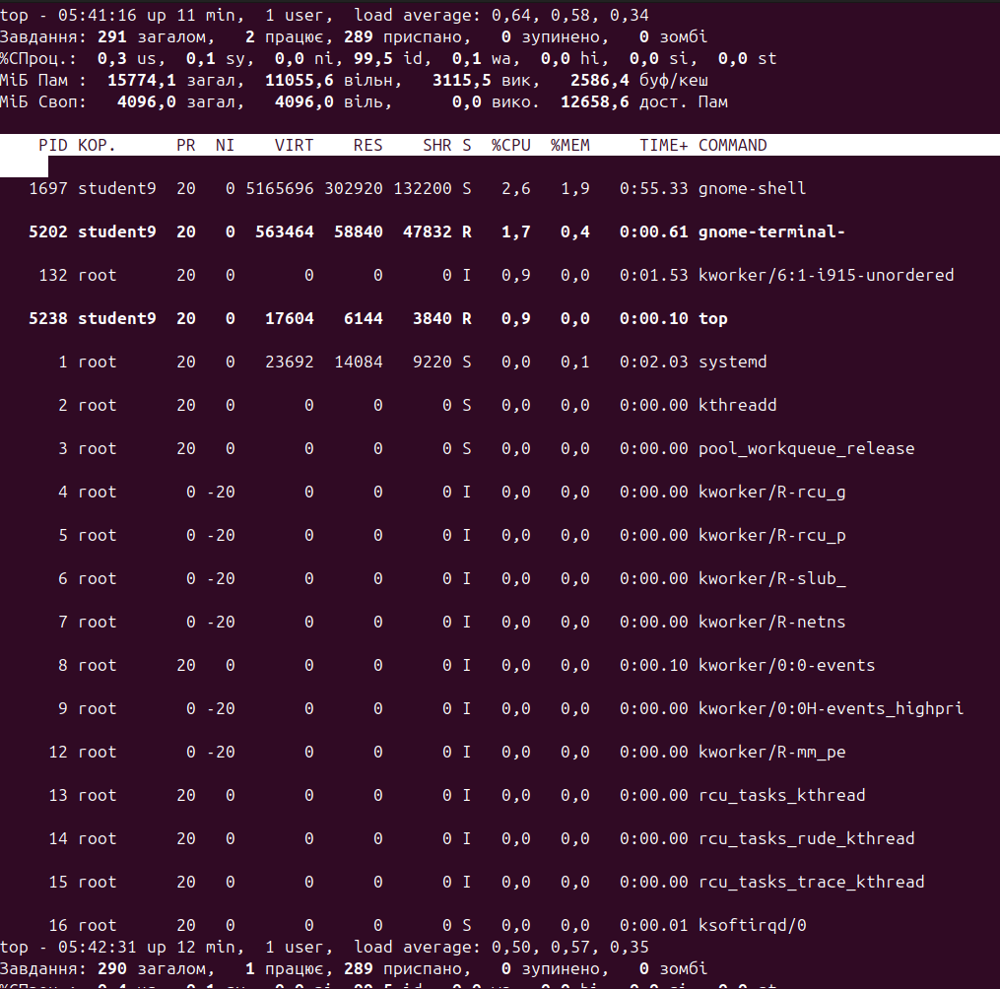 top - 05:41:16 up 11 min,  1 user,  load average: 0,64, 0,58, 0,34
Завдання: 291 загалом,   2 працює, 289 приспано,   0 зупинено,   0 зомбі
%CПроц.:  0,3 us,  0,1 sy,  0,0 ni, 99,5 id,  0,1 wa,  0,0 hi,  0,0 si,  0,0 st
МіБ Пам :  15774,1 загал,  11055,6 вільн,   3115,5 вик,   2586,4 буф/кеш
МіБ Своп:   4096,0 загал,   4096,0 віль,      0,0 вико.  12658,6 дост. Пам
PID КОР.      PR  NI    VIRT    RES    SHR S  %CPU  %MEM     TIME+ COMMAND
1697 student9  20   0 5165696 302920 132200 S   2,6   1,9   0:55.33 gnome-shell
5202 student9  20   0  563464  58840  47832 R   1,7   0,4   0:00.61 gnome-terminal-
132 root      20   0       0      0      0 I   0,9   0,0   0:01.53 kworker/6:1-i915-unordered
5238 student9  20   0   17604   6144   3840 R   0,9   0,0   0:00.10 top
1 root      20   0   23692  14084   9220 S   0,0   0,1   0:02.03 systemd
2 root      20   0       0      0      0 S   0,0   0,0   0:00.00 kthreadd
3 root      20   0       0      0      0 S   0,0   0,0   0:00.00 pool_workqueue_release
4 root       0 -20       0      0      0 I   0,0   0,0   0:00.00 kworker/R-rcu_g
5 root       0 -20       0      0      0 I   0,0   0,0   0:00.00 kworker/R-rcu_p
6 root       0 -20       0      0      0 I   0,0   0,0   0:00.00 kworker/R-slub_
7 root       0 -20       0      0      0 I   0,0   0,0   0:00.00 kworker/R-netns
8 root      20   0       0      0      0 I   0,0   0,0   0:00.10 kworker/0:0-events
9 root       0 -20       0      0      0 I   0,0   0,0   0:00.00 kworker/0:0H-events_highpri
12 root       0 -20       0      0      0 I   0,0   0,0   0:00.00 kworker/R-mm_pe
13 root      20   0       0      0      0 I   0,0   0,0   0:00.00 rcu_tasks_kthread
14 root      20   0       0      0      0 I   0,0   0,0   0:00.00 rcu_tasks_rude_kthread
15 root      20   0       0      0      0 I   0,0   0,0   0:00.00 rcu_tasks_trace_kthread
16 root      20   0       0      0      0 S   0,0   0,0   0:00.01 ksoftirqd/0
top - 05:42:31 up 12 min,  1 user,  load average: 0,50, 0,57, 0,35
Завдання: 290 загалом,   1 працює, 289 приспано,   0 зупинено,   0 зомбі